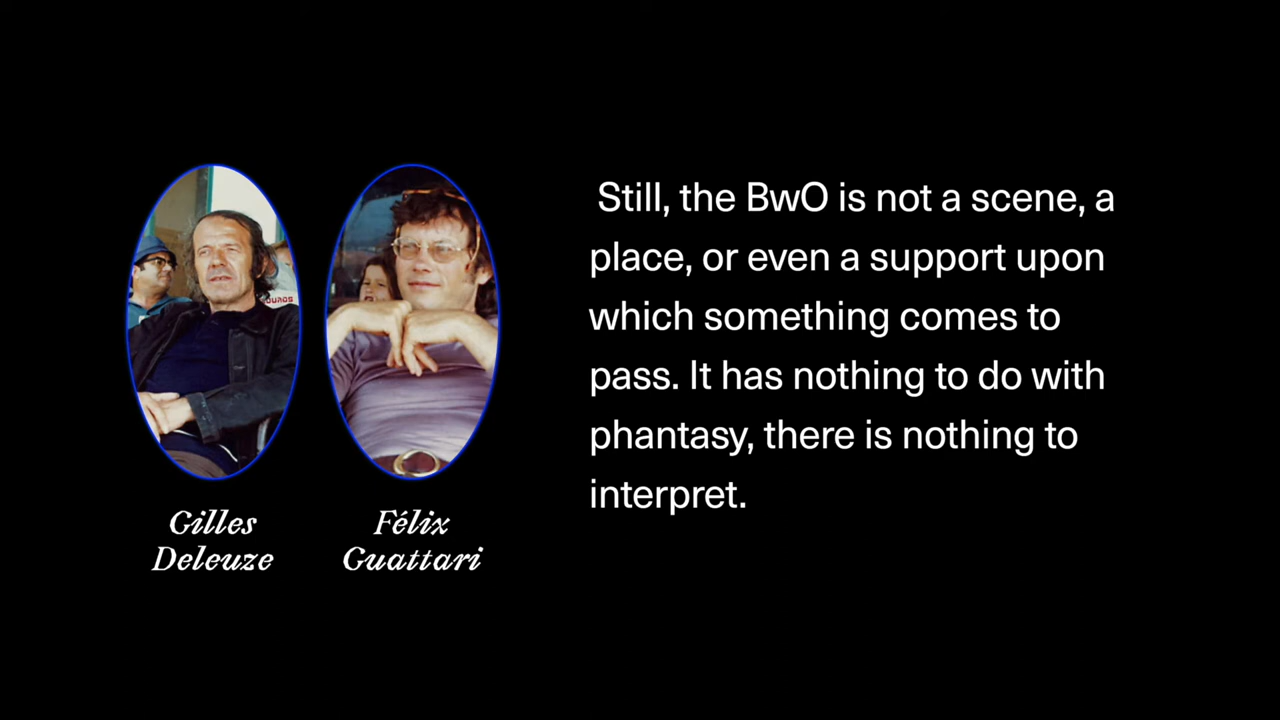 Still, the BwO is not a scene, a
place, or even a support upon
which something comes to
pass. It has nothing to do with
phantasy, there is nothing to
interpret.
Gilles
Deleuze
Félix
Guattari